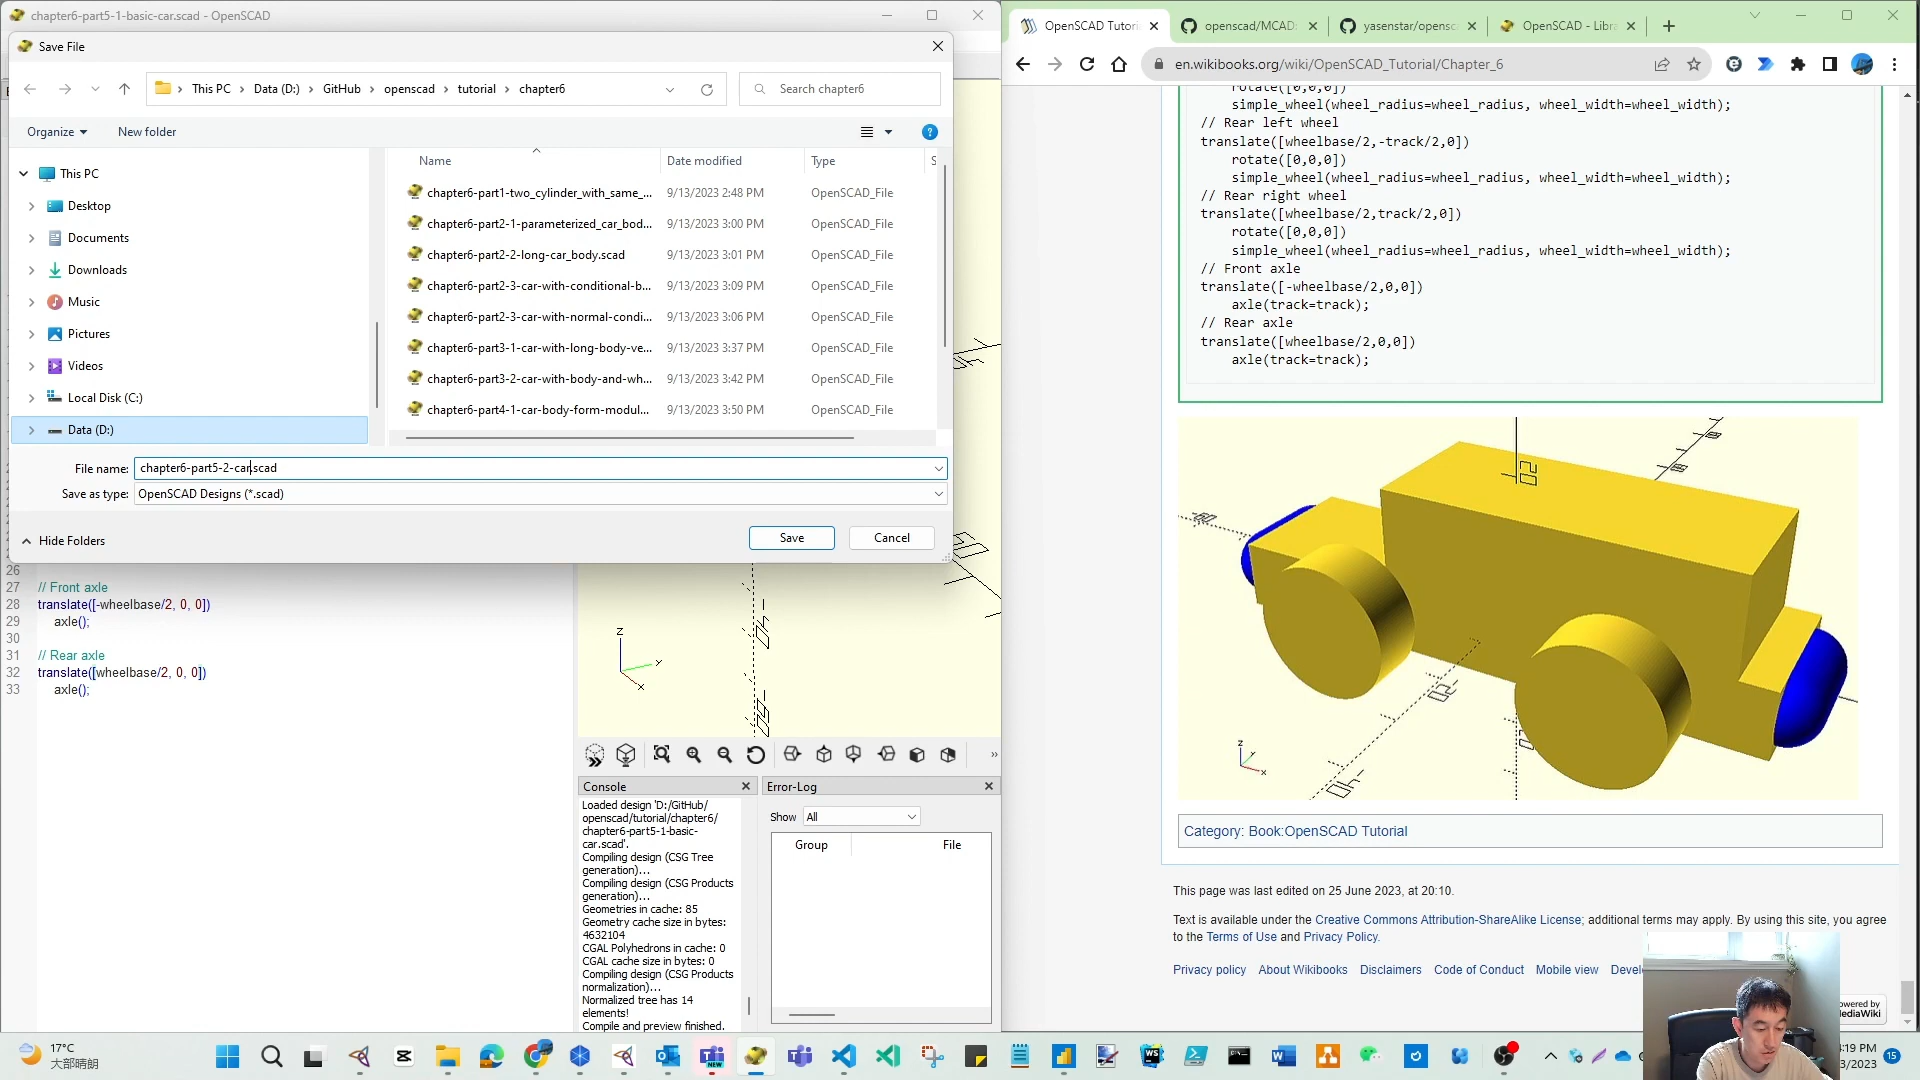 chapter6-part5-1-basic-car.scad - OpenSCAD
Save File
This PC
Data (D:)
GitHub
openscad
tutorial
chapter6
Search chapter6
Organize
New folder
Name
Date modified
Type
This PC
Desktop
Documents
Downloads
Music
Pictures
Videos
Local Disk (C:)
Data (D:)
chapter6-part1-two_cylinder_with_same_... 9/13/2023 2:48 PM OpenSCAD_File
chapter6-part2-1-parameterized_car_bod... 9/13/2023 3:00 PM OpenSCAD_File
chapter6-part2-2-long-car_body.scad 9/13/2023 3:01 PM OpenSCAD_File
chapter6-part2-3-car-with-conditional-b... 9/13/2023 3:09 PM OpenSCAD_File
chapter6-part2-3-car-with-normal-condi... 9/13/2023 3:06 PM OpenSCAD_File
chapter6-part3-1-car-with-long-body-ve... 9/13/2023 3:37 PM OpenSCAD_File
chapter6-part3-2-car-with-body-and-wh... 9/13/2023 3:42 PM OpenSCAD_File
chapter6-part4-1-car-body-form-modul... 9/13/2023 3:50 PM OpenSCAD_File
File name: chapter6-part5-2-car.scad
Save as type: OpenSCAD Designs (*.scad)
Hide Folders
Save
Cancel
26
27 // Front axle
28 translate([-wheelbase/2, 0, 0])
29 axle();
30
31 // Rear axle
32 translate([wheelbase/2, 0, 0])
33 axle();
Console
Loaded design 'D:/GitHub/
openscad/tutorial/chapter6/
chapter6-part5-1-basic-
car.scad'.
Compiling design (CSG Tree
generation)...
Compiling design (CSG Products
generation)...
Geometries in cache: 85
Geometry cache size in bytes:
4632104
CGAL Polyhedrons in cache: 0
CGAL cache size in bytes: 0
Compiling design (CSG Products
normalization)...
Normalized tree has 14
elements!
Compile and preview finished.
Error-Log
Show All
Group
File
OpenSCAD Tutori
openscad/MCAD:
yasenstar/opensc
OpenSCAD - Libra
en.wikibooks.org/wiki/OpenSCAD_Tutorial/Chapter_6
rotate([0,0,0])
simple_wheel(wheel_radius=wheel_radius, wheel_width=wheel_width);
// Rear left wheel
translate([wheelbase/2,-track/2,0])
rotate([0,0,0])
simple_wheel(wheel_radius=wheel_radius, wheel_width=wheel_width);
// Rear right wheel
translate([wheelbase/2,track/2,0])
rotate([0,0,0])
simple_wheel(wheel_radius=wheel_radius, wheel_width=wheel_width);
// Front axle
translate([-wheelbase/2,0,0])
axle(track=track);
// Rear axle
translate([wheelbase/2,0,0])
axle(track=track);
Category: Book:OpenSCAD Tutorial
This page was last edited on 25 June 2023, at 20:10.
Text is available under the Creative Commons Attribution-ShareAlike License; additional terms may apply. By using this site, you agree
to the Terms of Use and Privacy Policy.
Privacy policy About Wikibooks Disclaimers Code of Conduct Mobile view Devel
owered by
lediaWiki
17°C
大部晴朗
:19 PM
3/2023
15